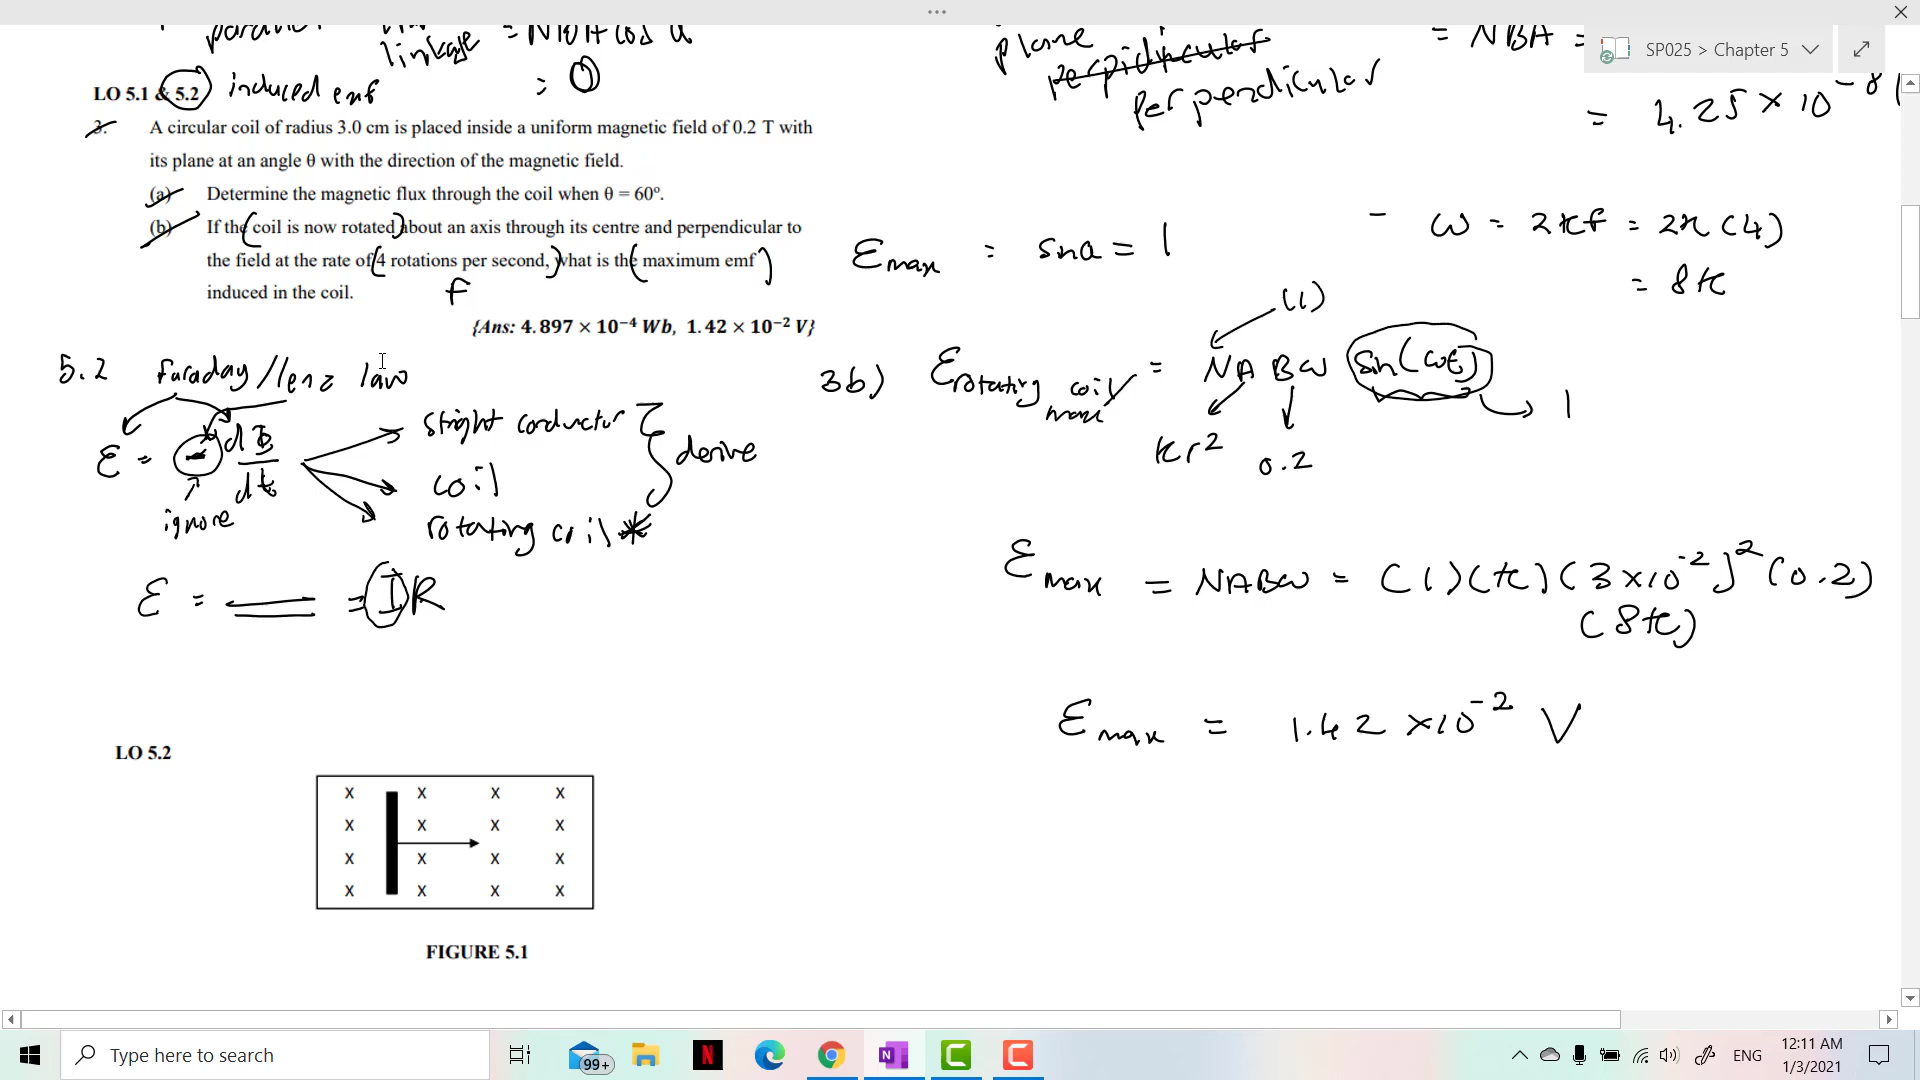 SP025 > Chapter 5
linkage
= 0
induced emf
LO 5.1 & 5.2
3. A circular coil of radius 3.0 cm is placed inside a uniform magnetic field of 0.2 T with
its plane at an angle θ with the direction of the magnetic field.
(a) Determine the magnetic flux through the coil when θ = 60º.
(b) If the coil is now rotated about an axis through its centre and perpendicular to
the field at the rate of 4 rotations per second, what is the maximum emf
induced in the coil.
f
{Ans: 4.897 × 10⁻⁴ Wb, 1.42 × 10⁻² V}
5.2 faraday/lenz law
ε = - dΦ/dt
ignore
stright conductor
coil
rotating coil *
derive
ε = = IR
LO 5.2
x x x x
x x x x
x x x x
x x x x
FIGURE 5.1
plane
perpidicular
perpendicular
= NBA =
= 4.25 × 10⁻⁸
- ω = 2πf = 2π(4)
= 8π
ε max = sna = 1
(1)
3b) ε rotating coil max = NABω sin(ωt)
1
πr²
0.2
ε max = NABω = (1)(π)(3×10⁻²)²(0.2)
(8π)
ε max = 1.42 × 10⁻² V
Type here to search
99+
ENG
12:11 AM
1/3/2021